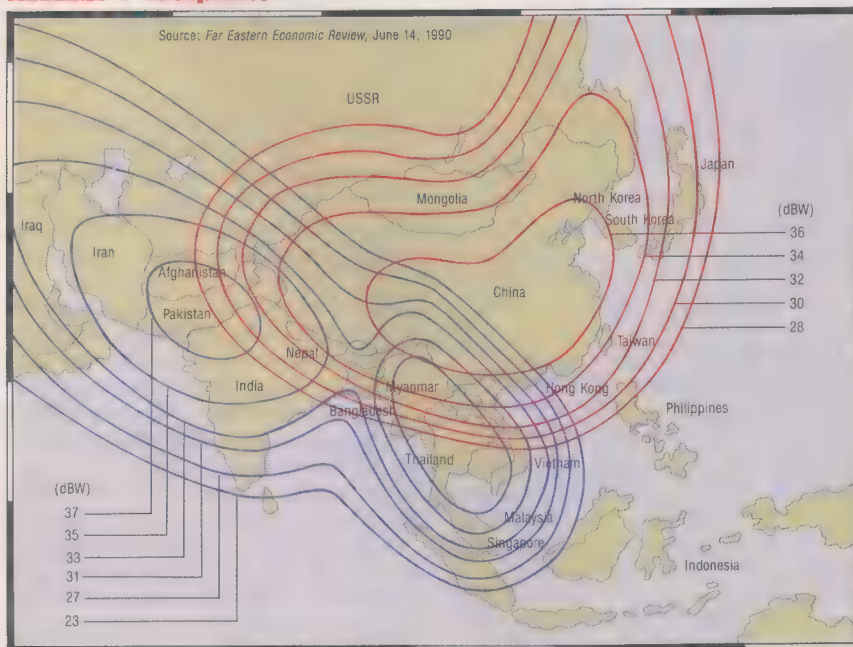 Source: Far Eastern Economic Review, June 14, 1990
USSR
Mongolia
Japan
North Korea
South Korea
(dBW)
36
34
32
30
28
Iraq
Iran
Afghanistan
Pakistan
China
Nepal
Taiwan
India
Myanmar
Hong Kong
Bangladesh
Philippines
Thailand
Vietnam
Malaysia
Singapore
Indonesia
(dBW)
37
35
33
31
27
23